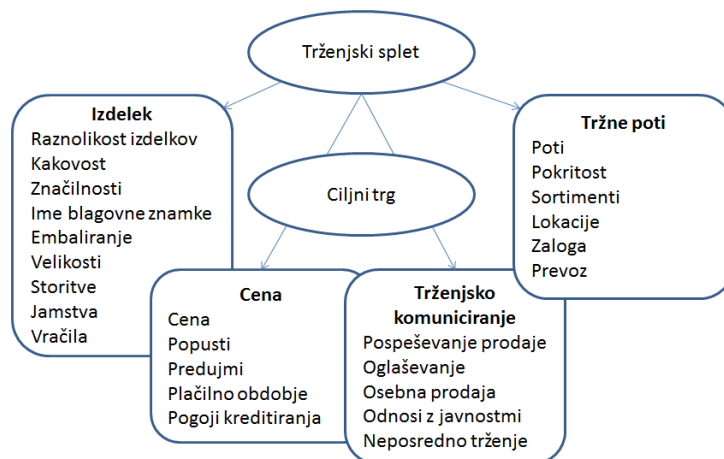 Trženjski splet
Izdelek
Raznolikost izdelkov
Kakovost
Značilnosti
Ime blagovne znamke
Embaliranje
Velikosti
Storitve
Jamstva
Vračila
Ciljni trg
Tržne poti
Poti
Pokritost
Sortimenti
Lokacije
Zaloga
Prevoz
Cena
Cena
Popusti
Predujmi
Plačilno obdobje
Pogoji kreditiranja
Trženjsko
komuniciranje
Pospeševanje prodaje
Oglaševanje
Osebna prodaja
Odnosi z javnostmi
Neposredno trženje